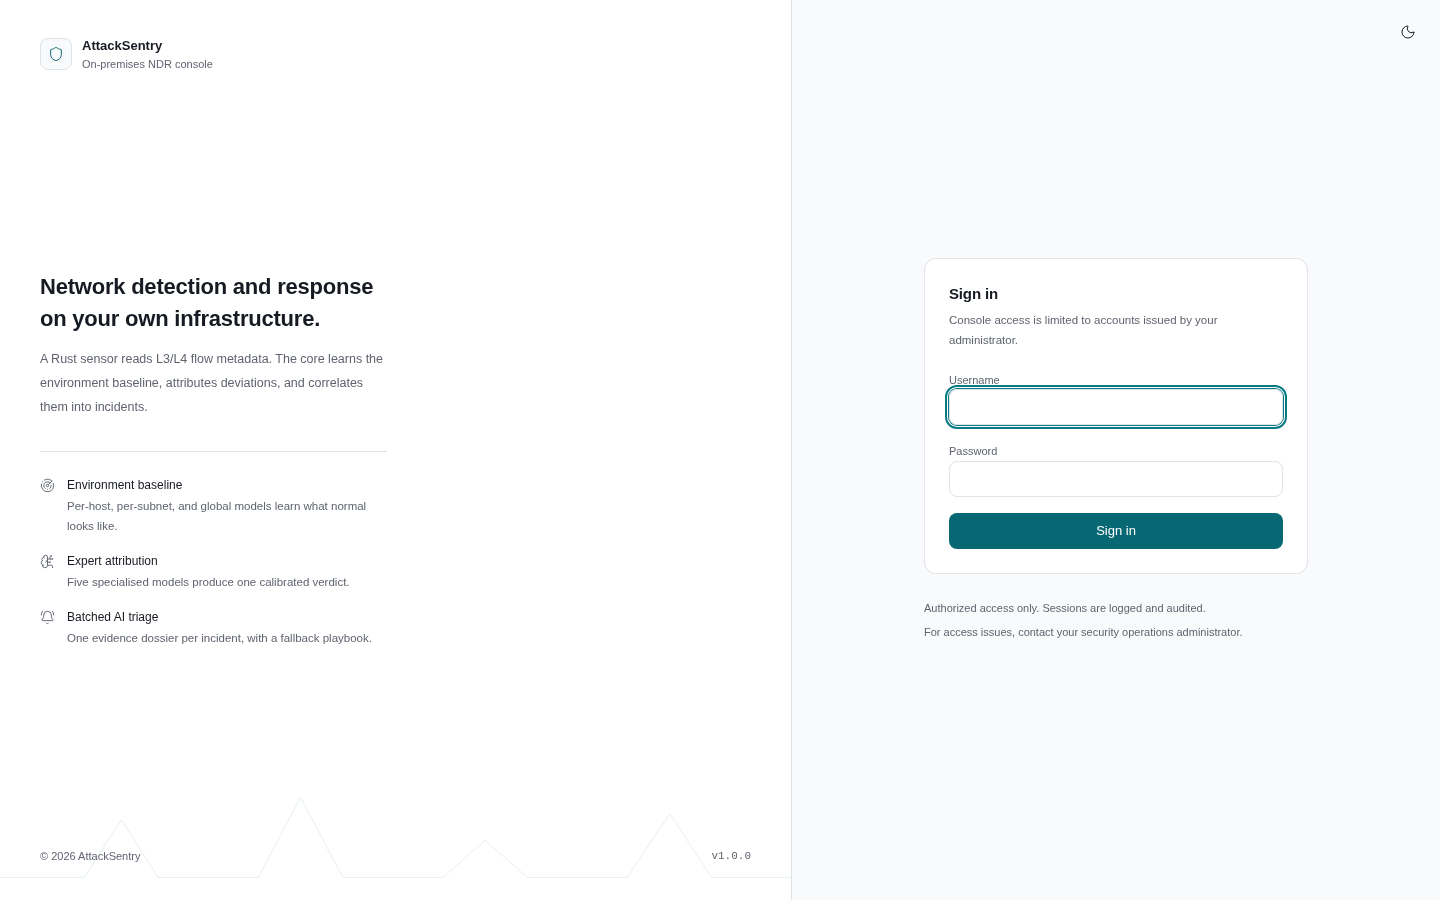 AttackSentry
On-premises NDR console
Network detection and response
on your own infrastructure.
A Rust sensor reads L3/L4 flow metadata. The core learns the
environment baseline, attributes deviations, and correlates
them into incidents.
Environment baseline
Per-host, per-subnet, and global models learn what normal
looks like.
Expert attribution
Five specialised models produce one calibrated verdict.
Batched AI triage
One evidence dossier per incident, with a fallback playbook.
© 2026 AttackSentry
v1.0.0
Sign in
Console access is limited to accounts issued by your
administrator.
Username
Password
Sign in
Authorized access only. Sessions are logged and audited.
For access issues, contact your security operations administrator.